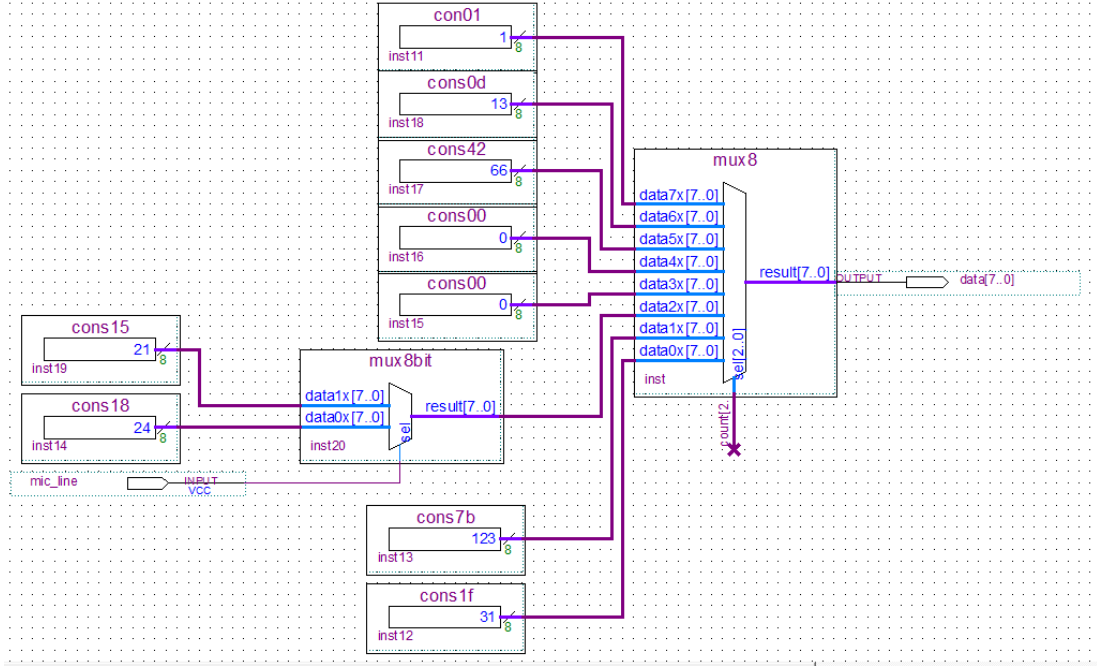 con01
1
8
inst11
cons0d
13
8
inst18
cons42
66
8
inst17
cons00
0
8
inst16
cons00
0
8
inst15
mux8
data7x[7..0]
data6x[7..0]
data5x[7..0]
data4x[7..0]
data3x[7..0]
data2x[7..0]
data1x[7..0]
data0x[7..0]
result[7..0]
sel[2..0]
inst
count[2.
OUTPUT
data[7..0]
cons15
21
8
inst19
cons18
24
8
inst14
mux8bit
data1x[7..0]
data0x[7..0]
result[7..0]
sel
inst20
mic_line
INPUT
VCC
cons7b
123
8
inst13
cons1f
31
8
inst12